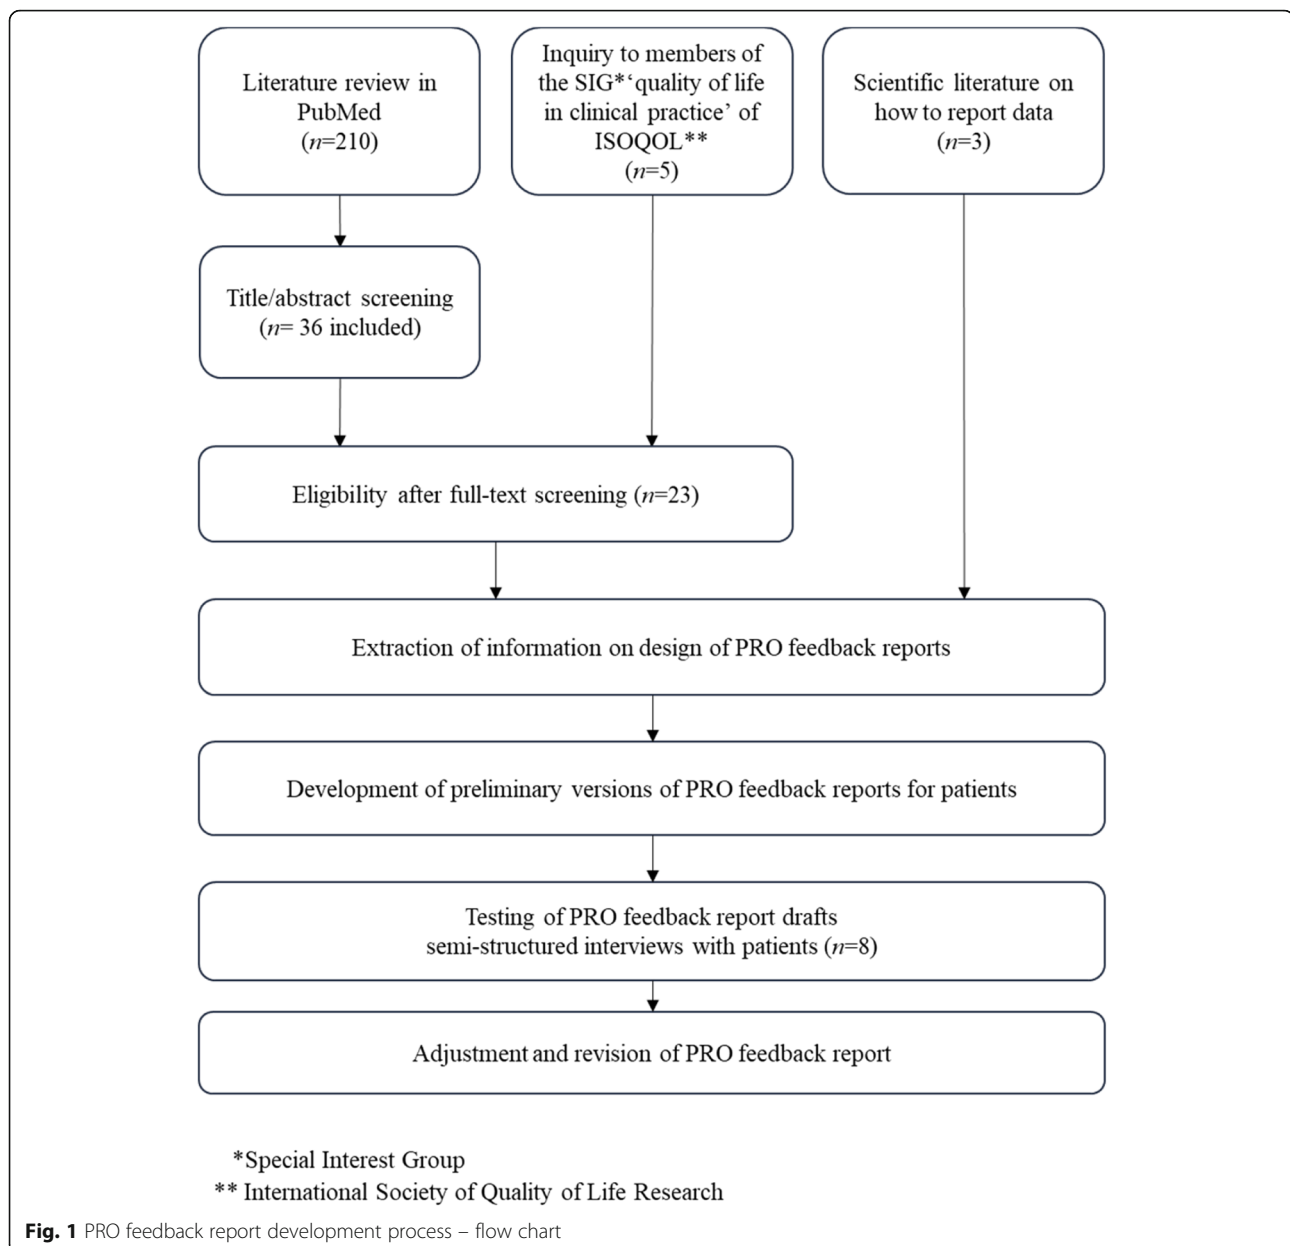 Literature review in
PubMed
(n=210)
Inquiry to members of
the SIG*‘quality of life
in clinical practice’ of
ISOQOL**
(n=5)
Scientific literature on
how to report data
(n=3)
Title/abstract screening
(n= 36 included)
Eligibility after full-text screening (n=23)
Extraction of information on design of PRO feedback reports
Development of preliminary versions of PRO feedback reports for patients
Testing of PRO feedback report drafts
semi-structured interviews with patients (n=8)
Adjustment and revision of PRO feedback report
*Special Interest Group
** International Society of Quality of Life Research
Fig. 1 PRO feedback report development process – flow chart